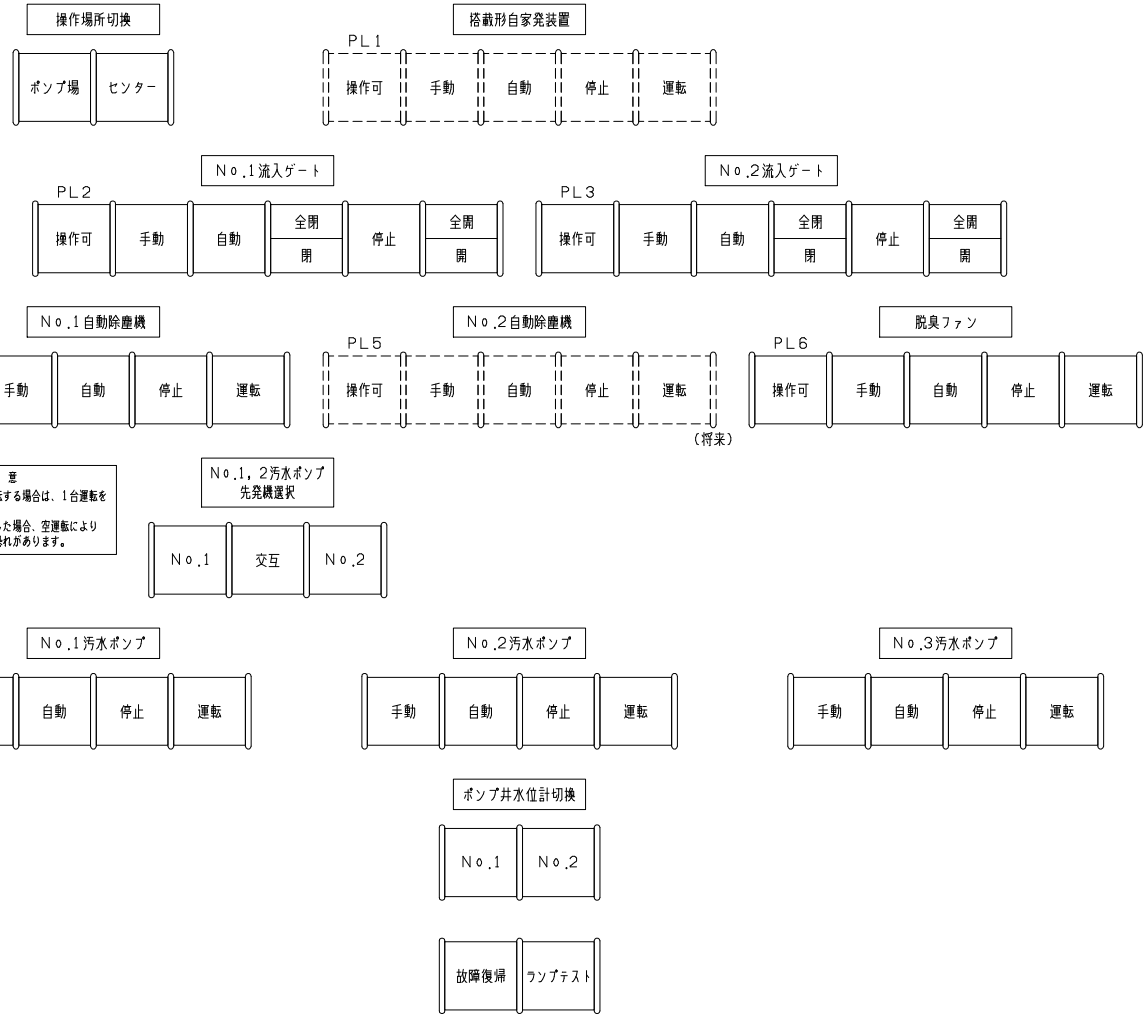 操作場所切換
ポンプ場 センター
搭載形自家発装置
PL1
操作可 手動 自動 停止 運転
No.1流入ゲート
PL2
操作可 手動 自動 全閉 閉 停止 全開 開
No.2流入ゲート
PL3
操作可 手動 自動 全閉 閉 停止 全開 開
No.1自動除塵機
手動 自動 停止 運転
No.2自動除塵機
PL5
操作可 手動 自動 停止 運転
(将来)
脱臭ファン
PL6
操作可 手動 自動 停止 運転
意
転する場合は、1台運転を
した場合、空運転により
恐れがあります。
No.1,2汚水ポンプ
先発機選択
No.1 交互 No.2
No.1汚水ポンプ
自動 停止 運転
No.2汚水ポンプ
手動 自動 停止 運転
No.3汚水ポンプ
手動 自動 停止 運転
ポンプ井水位計切換
No.1 No.2
故障復帰 ランプテスト